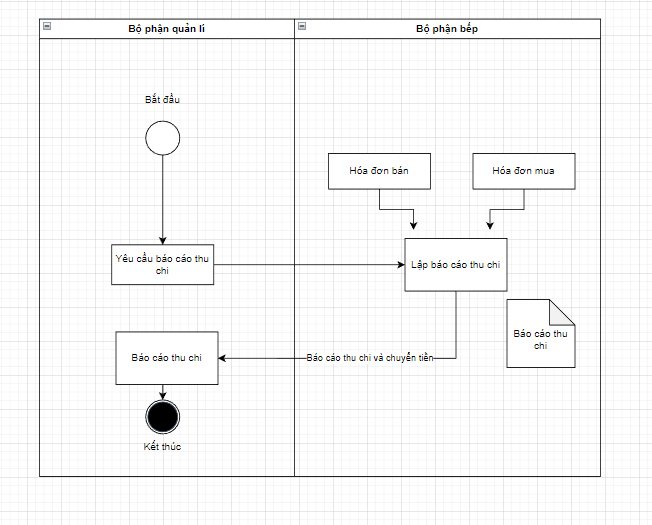 Bộ phận quản lí
Bộ phận bếp
Bắt đầu
Hóa đơn bán
Hóa đơn mua
Yêu cầu báo cáo thu
chi
Lập báo cáo thu chi
Báo cáo thu
chi
Báo cáo thu chi
Báo cáo thu chi và chuyển tiền
Kết thúc